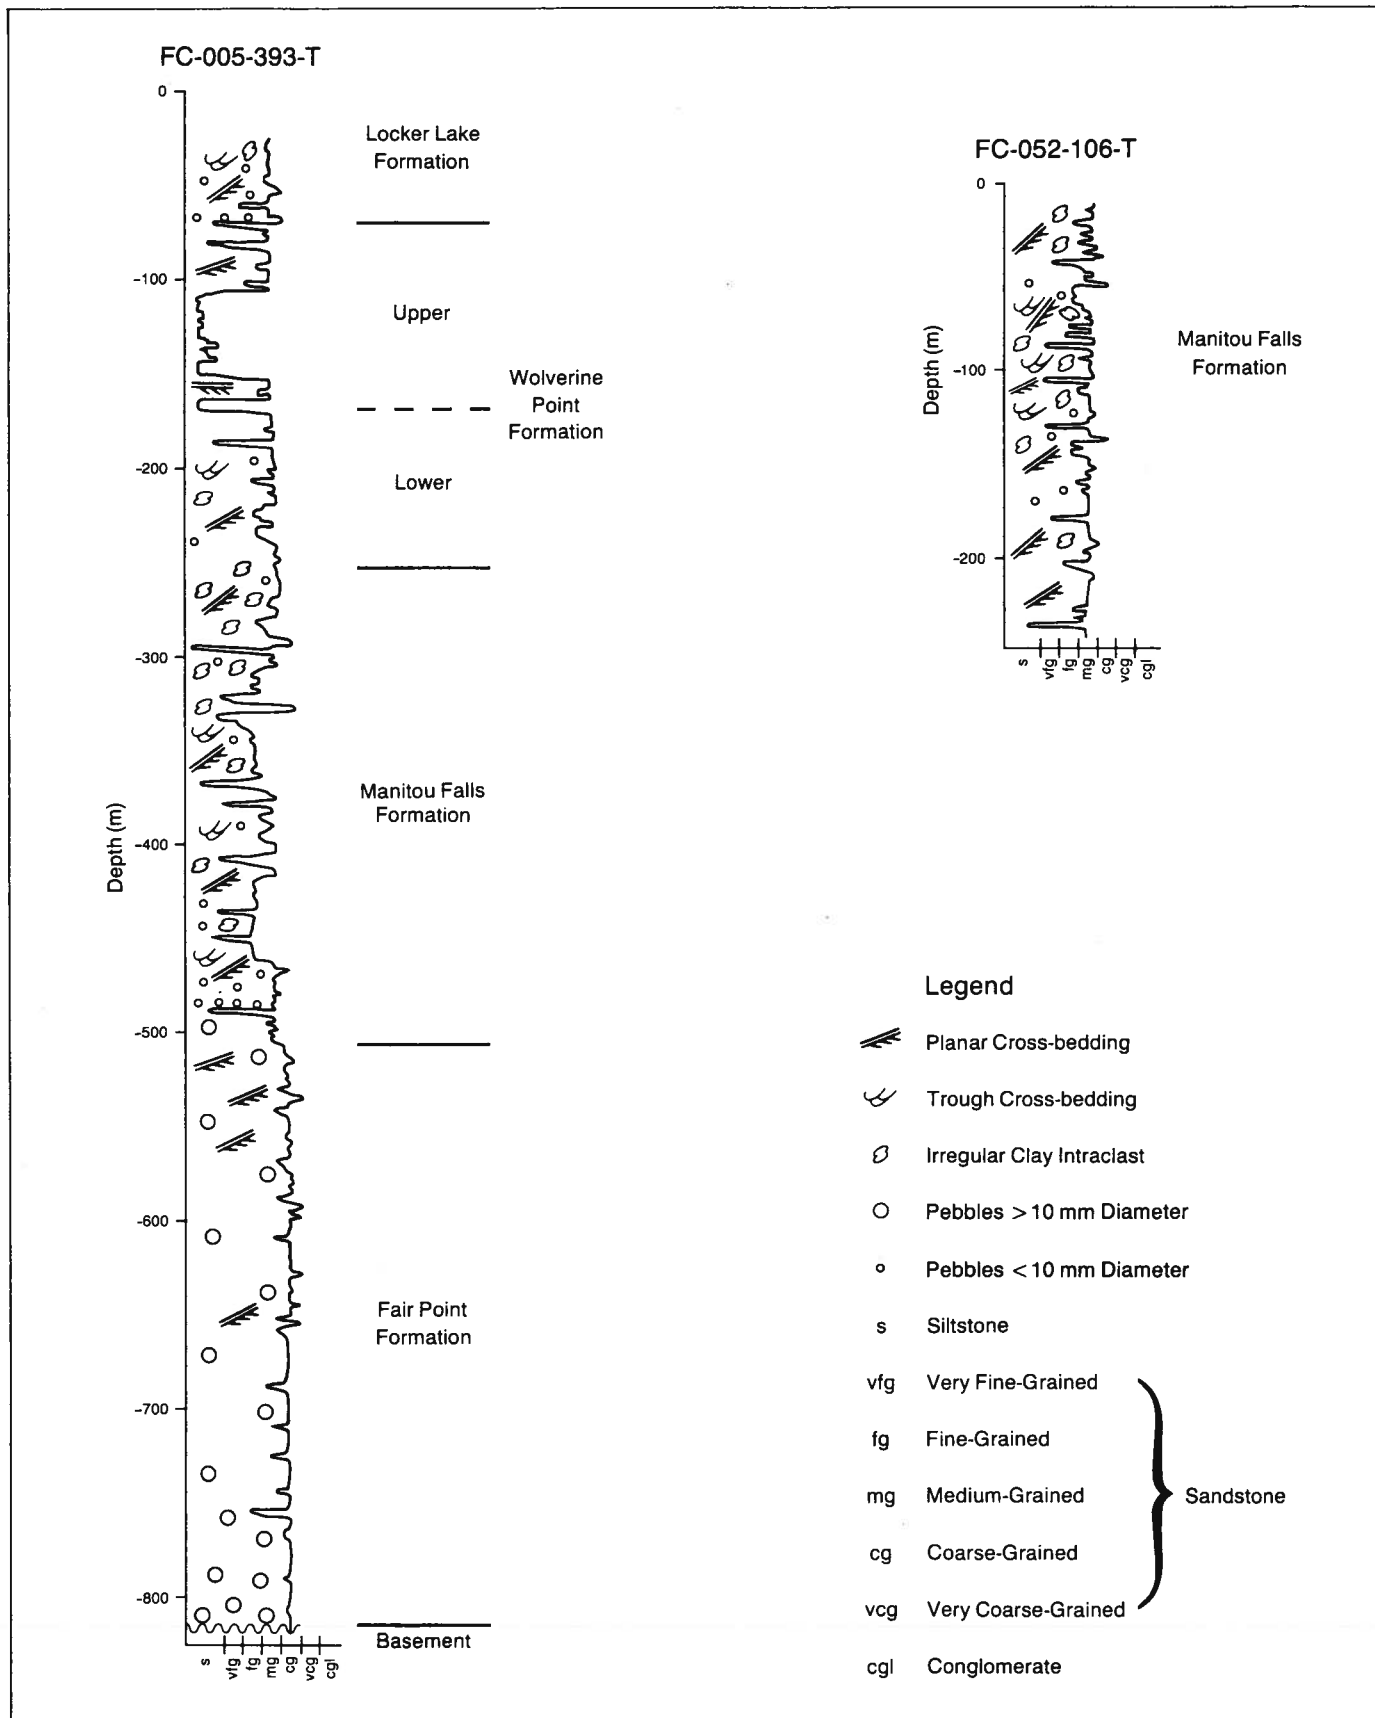 FC-005-393-T
0
-100
-200
-300
-400
-500
-600
-700
-800
Depth (m)
s vfg fg mg cg vcg cgl
Locker Lake
Formation
Upper
Wolverine
Point
Formation
Lower
Manitou Falls
Formation
Fair Point
Formation
Basement
FC-052-106-T
0
-100
-200
Depth (m)
s vfg fg mg cg vcg cgl
Manitou Falls
Formation
Legend
Planar Cross-bedding
Trough Cross-bedding
Irregular Clay Intraclast
Pebbles >10 mm Diameter
Pebbles <10 mm Diameter
s Siltstone
vfg Very Fine-Grained
fg Fine-Grained
mg Medium-Grained
cg Coarse-Grained
vcg Very Coarse-Grained
Sandstone
cgl Conglomerate